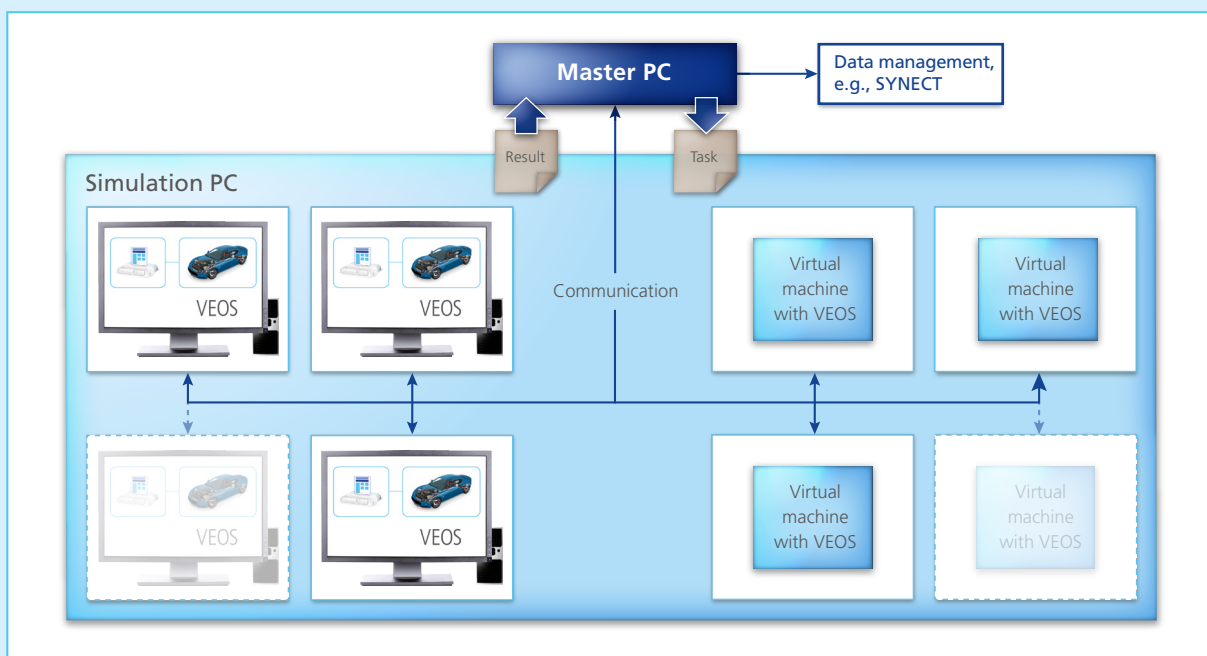 Master PC
Data management,
e.g., SYNECT
Result
Task
Simulation PC
VEOS
VEOS
Virtual
machine
with VEOS
Virtual
machine
with VEOS
Communication
VEOS
VEOS
Virtual
machine
with VEOS
Virtual
machine
with VEOS